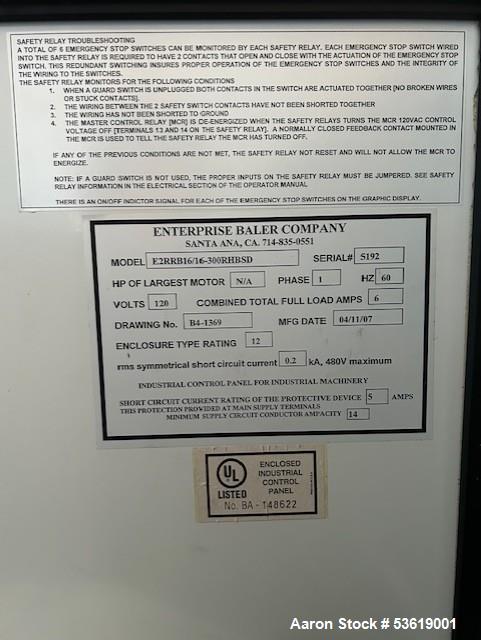 SAFETY RELAY TROUBLESHOOTING
A TOTAL OF 6 EMERGENCY STOP SWITCHES CAN BE MONITORED BY EACH SAFETY RELAY. EACH EMERGENCY STOP SWITCH WIRED
INTO THE SAFETY RELAY IS REQUIRED TO HAVE 2 CONTACTS THAT OPEN AND CLOSE WITH THE ACTUATION OF THE EMERGENCY STOP
SWITCH. THIS REDUNDANT SWITCHING INSURES PROPER OPERATION OF THE EMERGENCY STOP SWITCHES AND THE INTEGRITY OF
THE WIRING TO THE SWITCHES.
THE SAFETY RELAY MONITORS FOR THE FOLLOWING CONDITIONS
1. WHEN A GUARD SWITCH IS UNPLUGGED BOTH CONTACTS IN THE SWITCH ARE ACTUATED TOGETHER [NO BROKEN WIRES
OR STUCK CONTACTS].
2. THE WIRING BETWEEN THE 2 SAFETY SWITCH CONTACTS HAVE NOT BEEN SHORTED TOGETHER
3. THE WIRING HAS NOT BEEN SHORTED TO GROUND
4. THE MASTER CONTROL RELAY [MCR] IS DE-ENERGIZED WHEN THE SAFETY RELAYS TURNS THE MCR 120VAC CONTROL
VOLTAGE OFF [TERMINALS 13 AND 14 ON THE SAFETY RELAY]. A NORMALLY CLOSED FEEDBACK CONTACT MOUNTED IN
THE MCR IS USED TO TELL THE SAFETY RELAY THE MCR HAS TURNED OFF.
IF ANY OF THE PREVIOUS CONDITIONS ARE NOT MET, THE SAFETY RELAY NOT RESET AND WILL NOT ALLOW THE MCR TO
ENERGIZE.
NOTE: IF A GUARD SWITCH IS NOT USED, THE PROPER INPUTS ON THE SAFETY RELAY MUST BE JUMPERED. SEE SAFETY
RELAY INFORMATION IN THE ELECTRICAL SECTION OF THE OPERATOR MANUAL
THERE IS AN ON/OFF INDICTOR SIGNAL FOR EACH OF THE EMERGENCY STOP SWITCHES ON THE GRAPHIC DISPLAY.
ENTERPRISE BALER COMPANY
SANTA ANA, CA. 714-835-0551
MODEL E2RRB16/16-300RHBSD SERIAL# 5192
HP OF LARGEST MOTOR N/A PHASE 1 HZ 60
VOLTS 120 COMBINED TOTAL FULL LOAD AMPS 6
DRAWING No. B4-1369 MFG DATE 04/11/07
ENCLOSURE TYPE RATING 12
rms symmetrical short circuit current 0.2 kA, 480V maximum
INDUSTRIAL CONTROL PANEL FOR INDUSTRIAL MACHINERY
SHORT CIRCUIT CURRENT RATING OF THE PROTECTIVE DEVICE 5 AMPS
THIS PROTECTION PROVIDED AT MAIN SUPPLY TERMINALS
MINIMUM SUPPLY CIRCUIT CONDUCTOR AMPACITY 14
UL
LISTED
ENCLOSED
INDUSTRIAL
CONTROL
PANEL
No. BA - 148622
Aaron Stock # 53619001